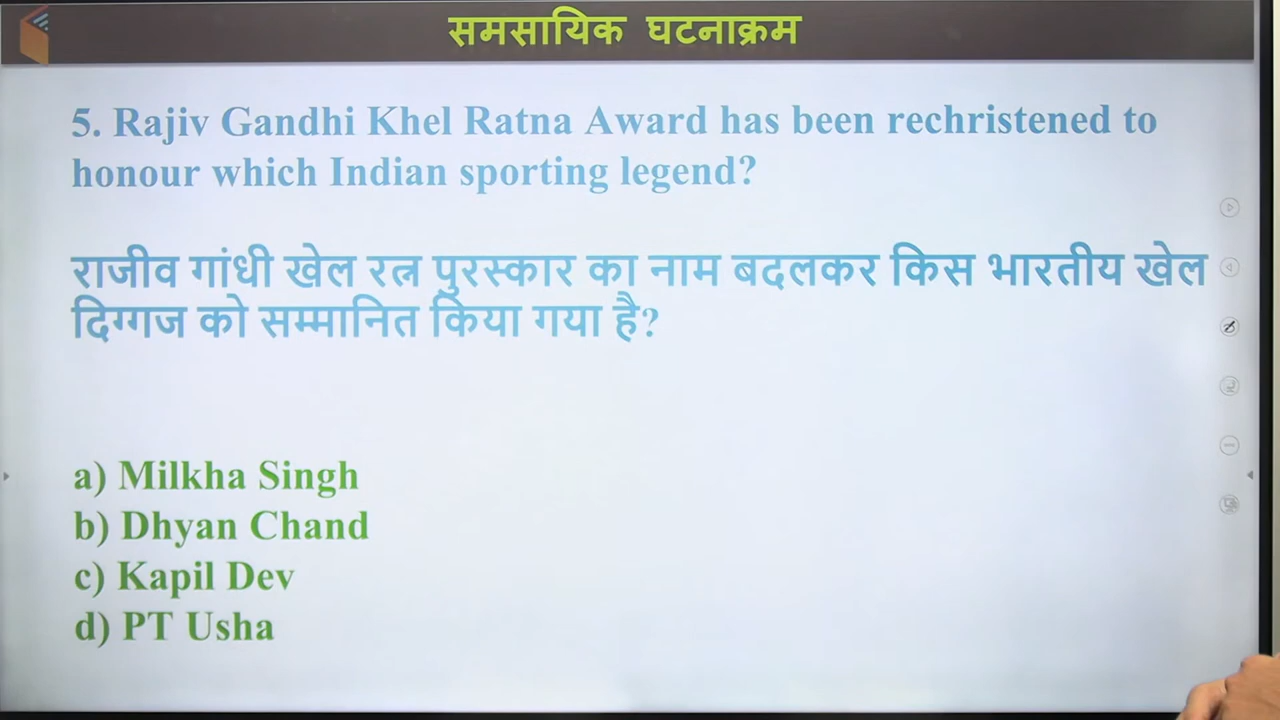 समसायिक घटनाक्रम
5. Rajiv Gandhi Khel Ratna Award has been rechristened to
honour which Indian sporting legend?
राजीव गांधी खेल रत्न पुरस्कार का नाम बदलकर किस भारतीय खेल
दिग्गज को सम्मानित किया गया है?
a) Milkha Singh
b) Dhyan Chand
c) Kapil Dev
d) PT Usha